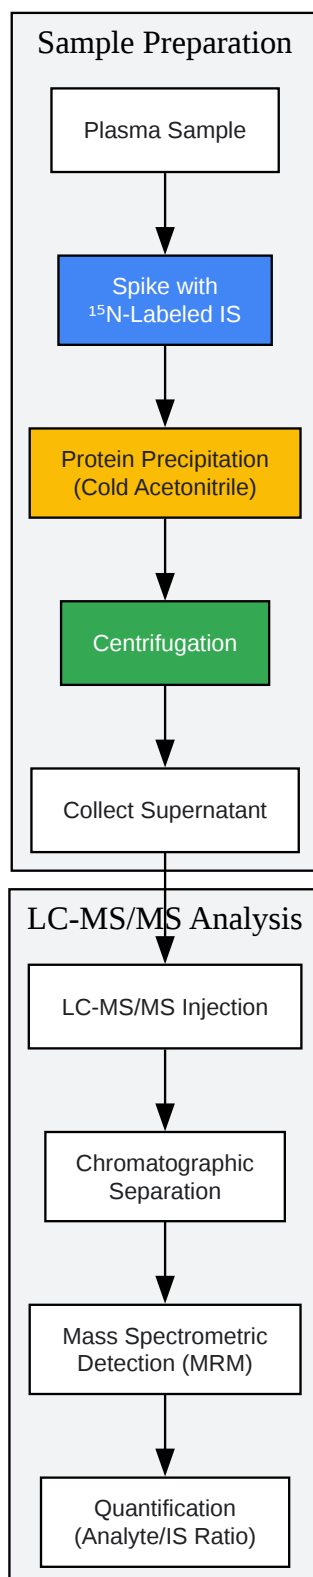 Sample Preparation
Plasma Sample
Spike with
¹⁵N-Labeled IS
Protein Precipitation
(Cold Acetonitrile)
Centrifugation
Collect Supernatant
LC-MS/MS Analysis
LC-MS/MS Injection
Chromatographic
Separation
Mass Spectrometric
Detection (MRM)
Quantification
(Analyte/IS Ratio)